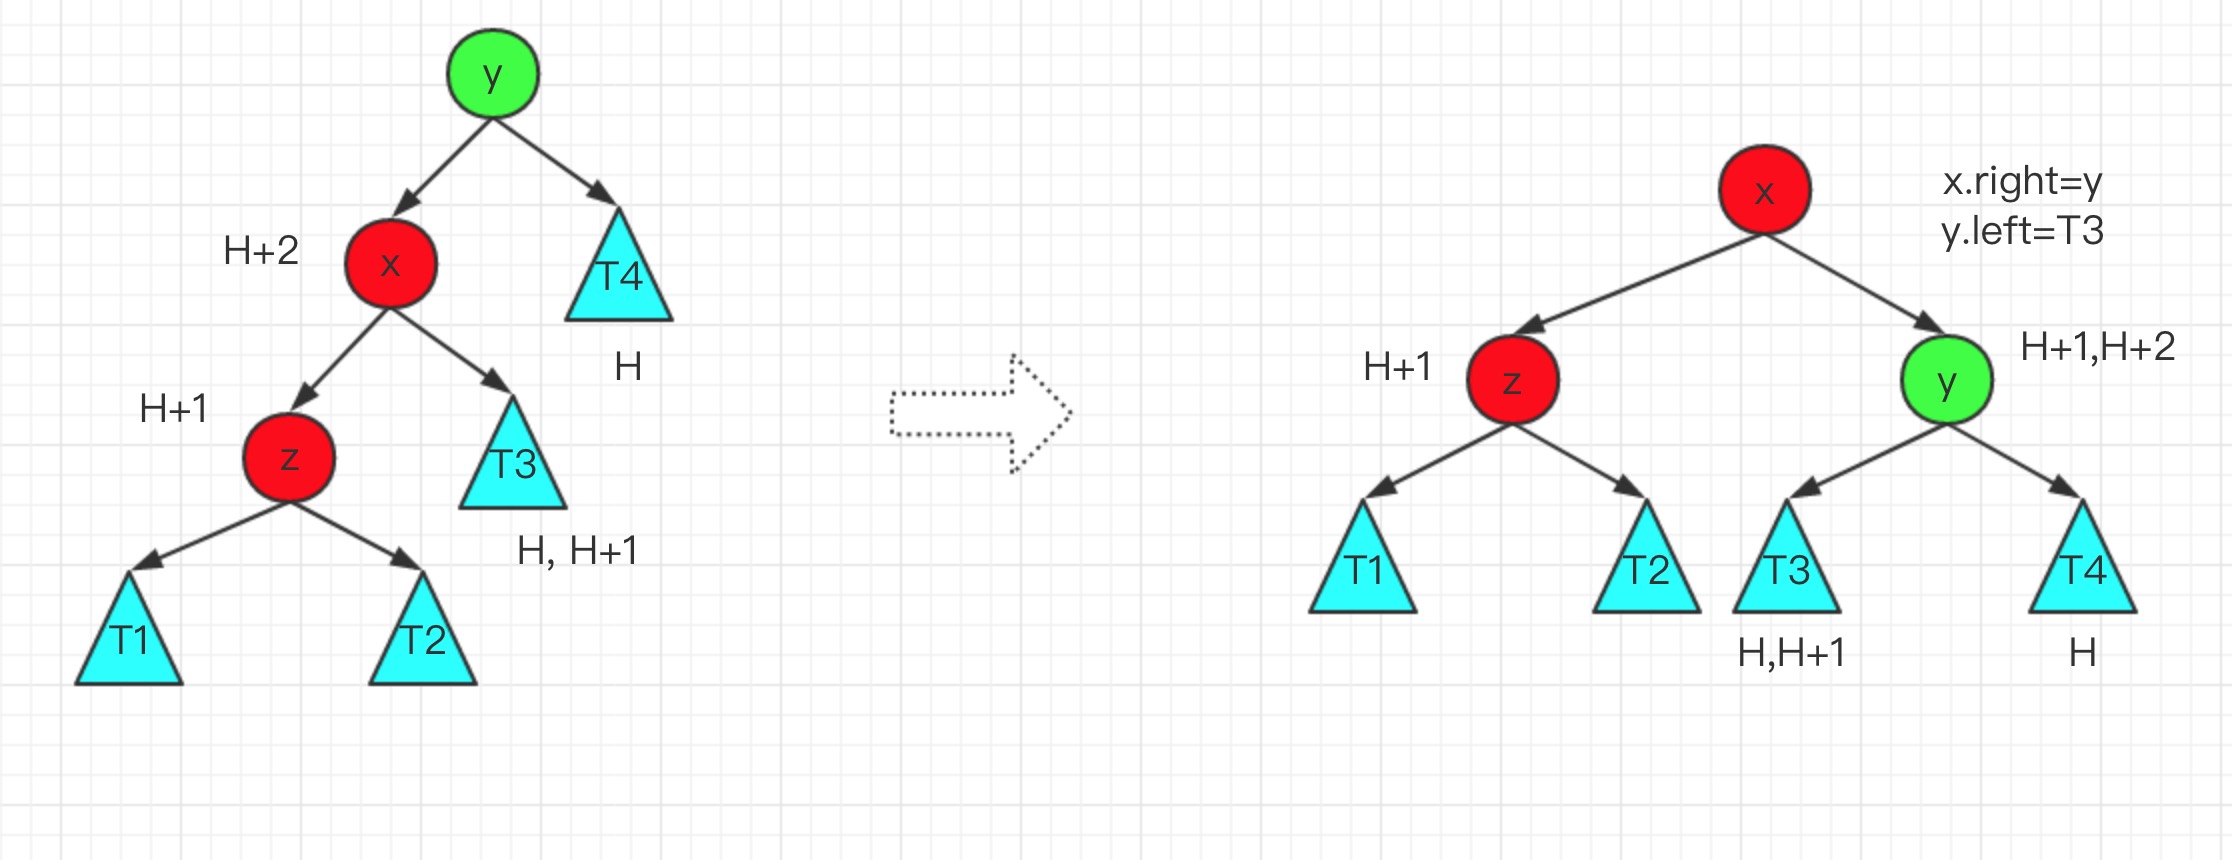 y
H+2
x
T4
H
H+1
z
T3
H, H+1
T1
T2
x
x.right=y
y.left=T3
H+1
z
y
H+1,H+2
T1
T2
T3
T4
H,H+1
H